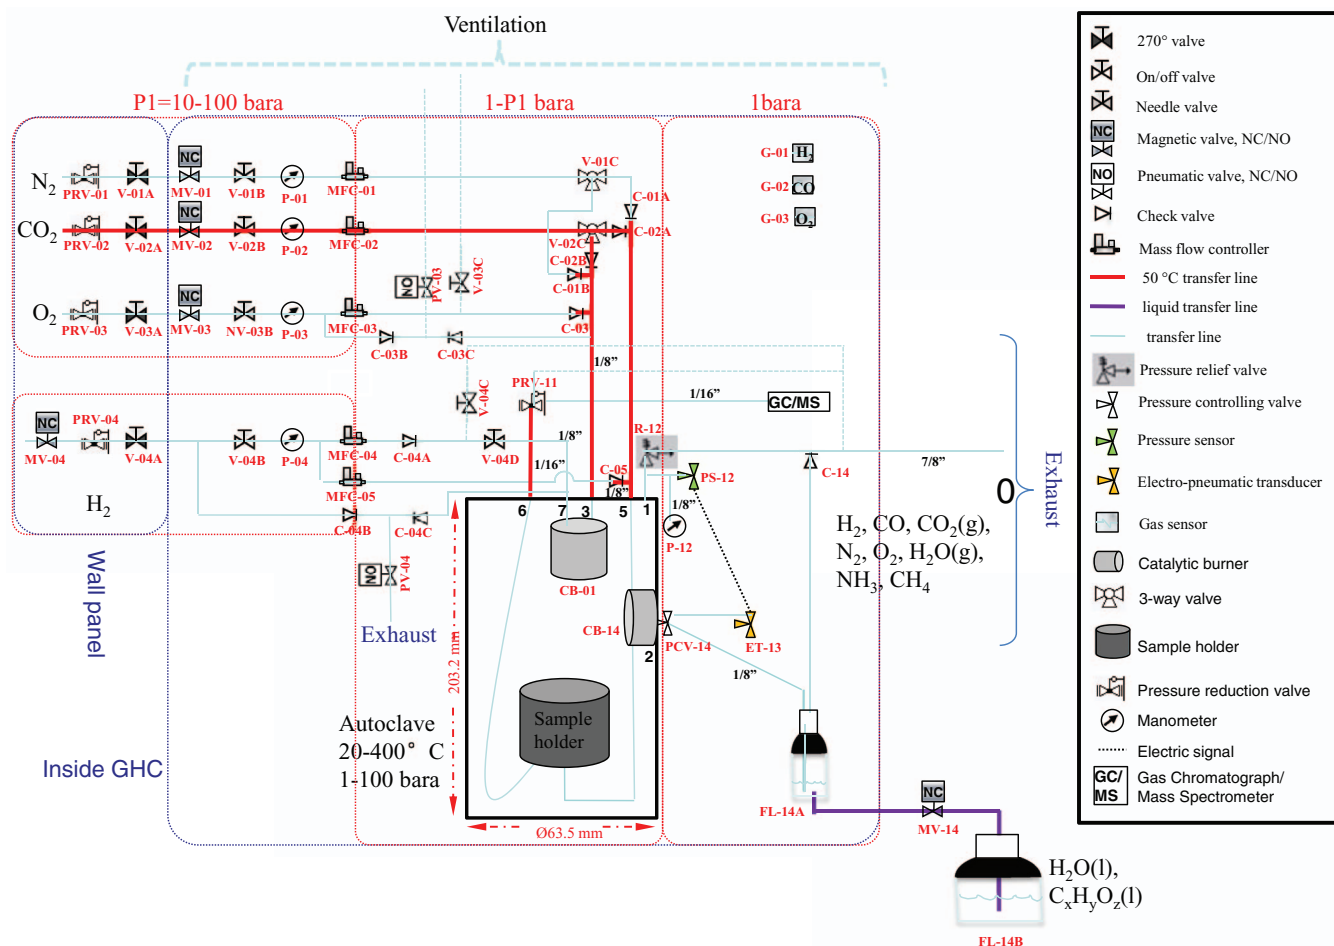 Ventilation
P1=10-100 bara
1-P1 bara
1bara
N2
PRV-01
V-01A
NC
MV-01
V-01B
P-01
MFC-01
V-01C
C-01A
CO2
PRV-02
V-02A
NC
MV-02
V-02B
P-02
MFC-02
V-02C
C-02A
C-02B
C-01B
O2
PRV-03
V-03A
NC
MV-03
NV-03B
P-03
MFC-03
C-03B
C-03C
C-03
NO
PV-03
V-03C
G-01
H2
G-02
CO
G-03
O2
1/8”
PRV-11
1/16”
GC/MS
NC
MV-04
PRV-04
V-04A
V-04B
P-04
MFC-04
MFC-05
C-04A
V-04C
V-04D
1/8”
1/16”
C-05
1/8”
R-12
PS-12
1/8”
P-12
C-14
7/8”
0
Exhaust
H2
C-04B
C-04C
NO
PV-04
Exhaust
6
7
3
5
1
CB-01
CB-14
2
PCV-14
ET-13
1/8”
H2, CO, CO2(g),
N2, O2, H2O(g),
NH3, CH4
Wall panel
Inside GHC
203.2 mm
Autoclave
20-400° C
1-100 bara
Sample
holder
Ø63.5 mm
FL-14A
NC
MV-14
H2O(l),
CxHyOz(l)
FL-14B
270° valve
On/off valve
Needle valve
NC
Magnetic valve, NC/NO
NO
Pneumatic valve, NC/NO
Check valve
Mass flow controller
50 °C transfer line
liquid transfer line
transfer line
Pressure relief valve
Pressure controlling valve
Pressure sensor
Electro-pneumatic transducer
Gas sensor
Catalytic burner
3-way valve
Sample holder
Pressure reduction valve
Manometer
Electric signal
GC/
MS
Gas Chromatograph/
Mass Spectrometer